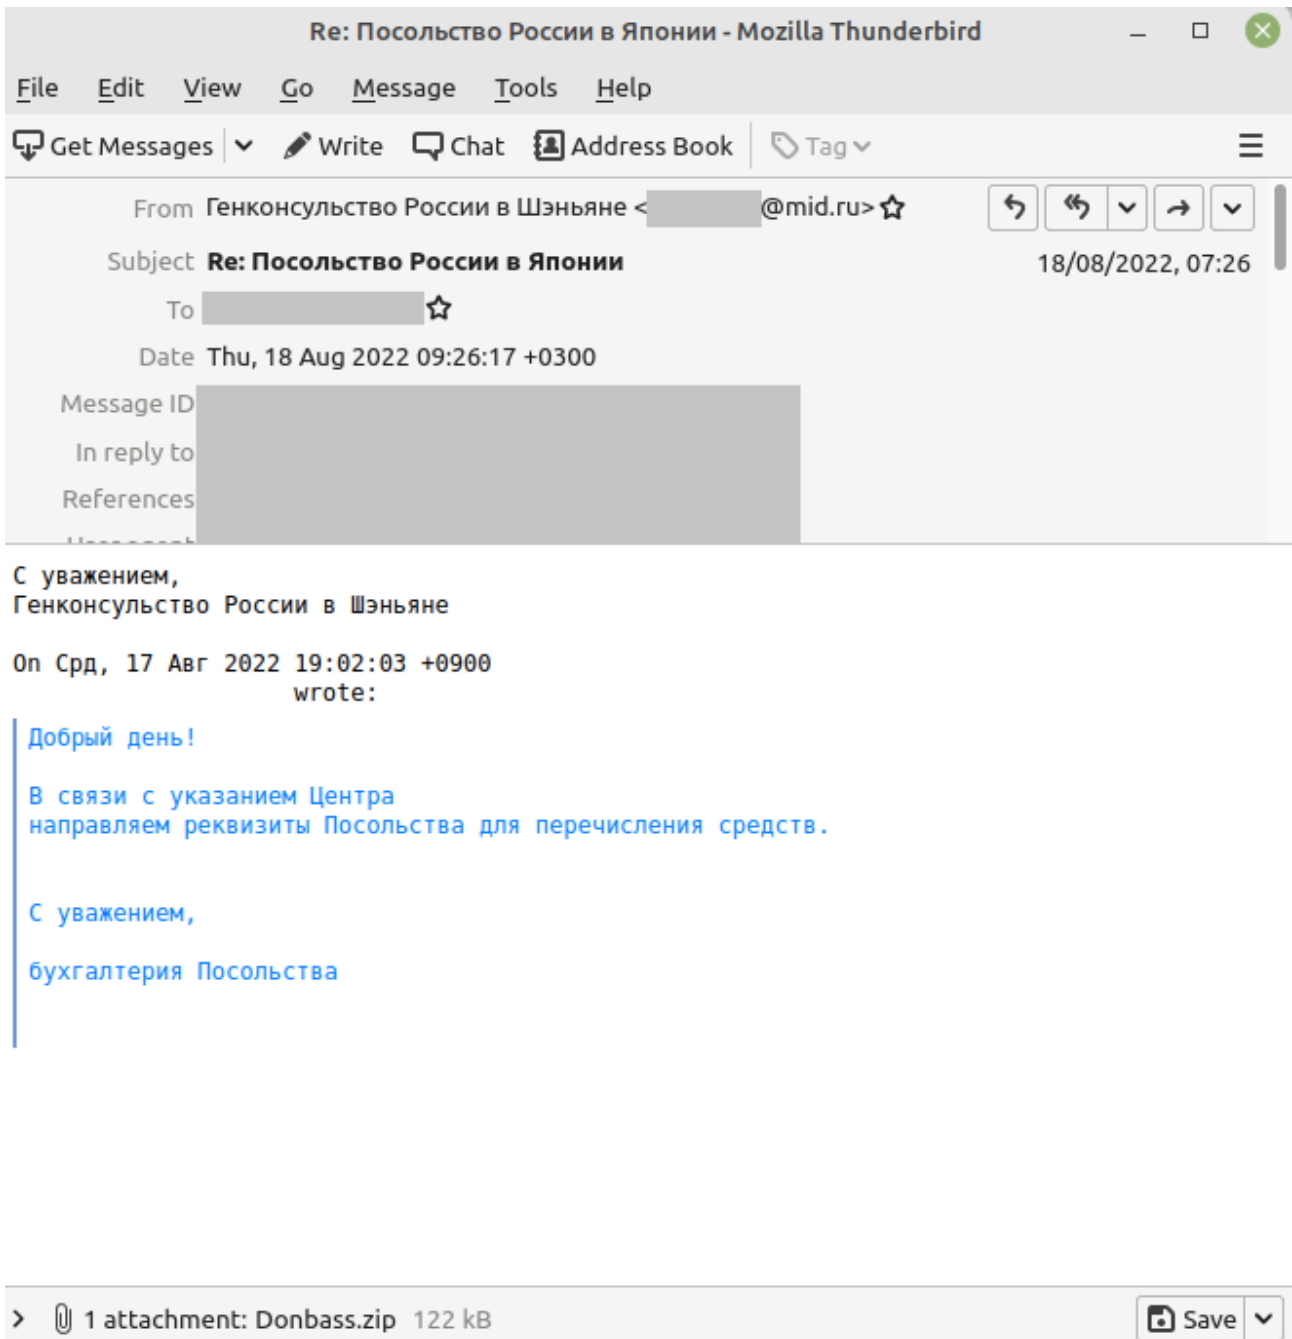 Re: Посольство России в Японии - Mozilla Thunderbird
File Edit View Go Message Tools Help
Get Messages Write Chat Address Book Tag
From Генконсульство России в Шэньяне < @mid.ru>
Subject Re: Посольство России в Японии 18/08/2022, 07:26
To
Date Thu, 18 Aug 2022 09:26:17 +0300
Message ID
In reply to
References
С уважением,
Генконсульство России в Шэньяне
On Срд, 17 Авг 2022 19:02:03 +0900
wrote:
Добрый день!
В связи с указанием Центра
направляем реквизиты Посольства для перечисления средств.
С уважением,
бухгалтерия Посольства
1 attachment: Donbass.zip 122 kB Save